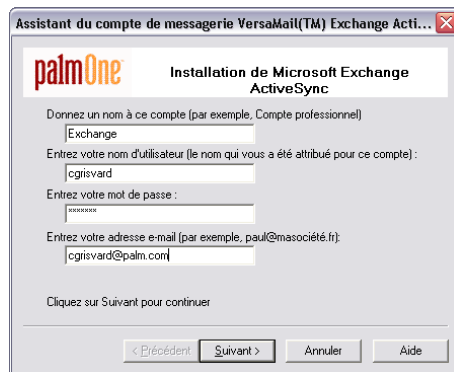 Assistant du compte de messagerie VersaMail(TM) Exchange Acti...
palmOne
Installation de Microsoft Exchange
ActiveSync
Donnez un nom à ce compte (par exemple, Compte professionnel)
Exchange
Entrez votre nom d'utilisateur (le nom qui vous a été attribué pour ce compte) :
cgrisvard
Entrez votre mot de passe :
*******
Entrez votre adresse e-mail (par exemple, paul@masociété.fr):
cgrisvard@palm.com
Cliquez sur Suivant pour continuer
< Précédent
Suivant >
Annuler
Aide